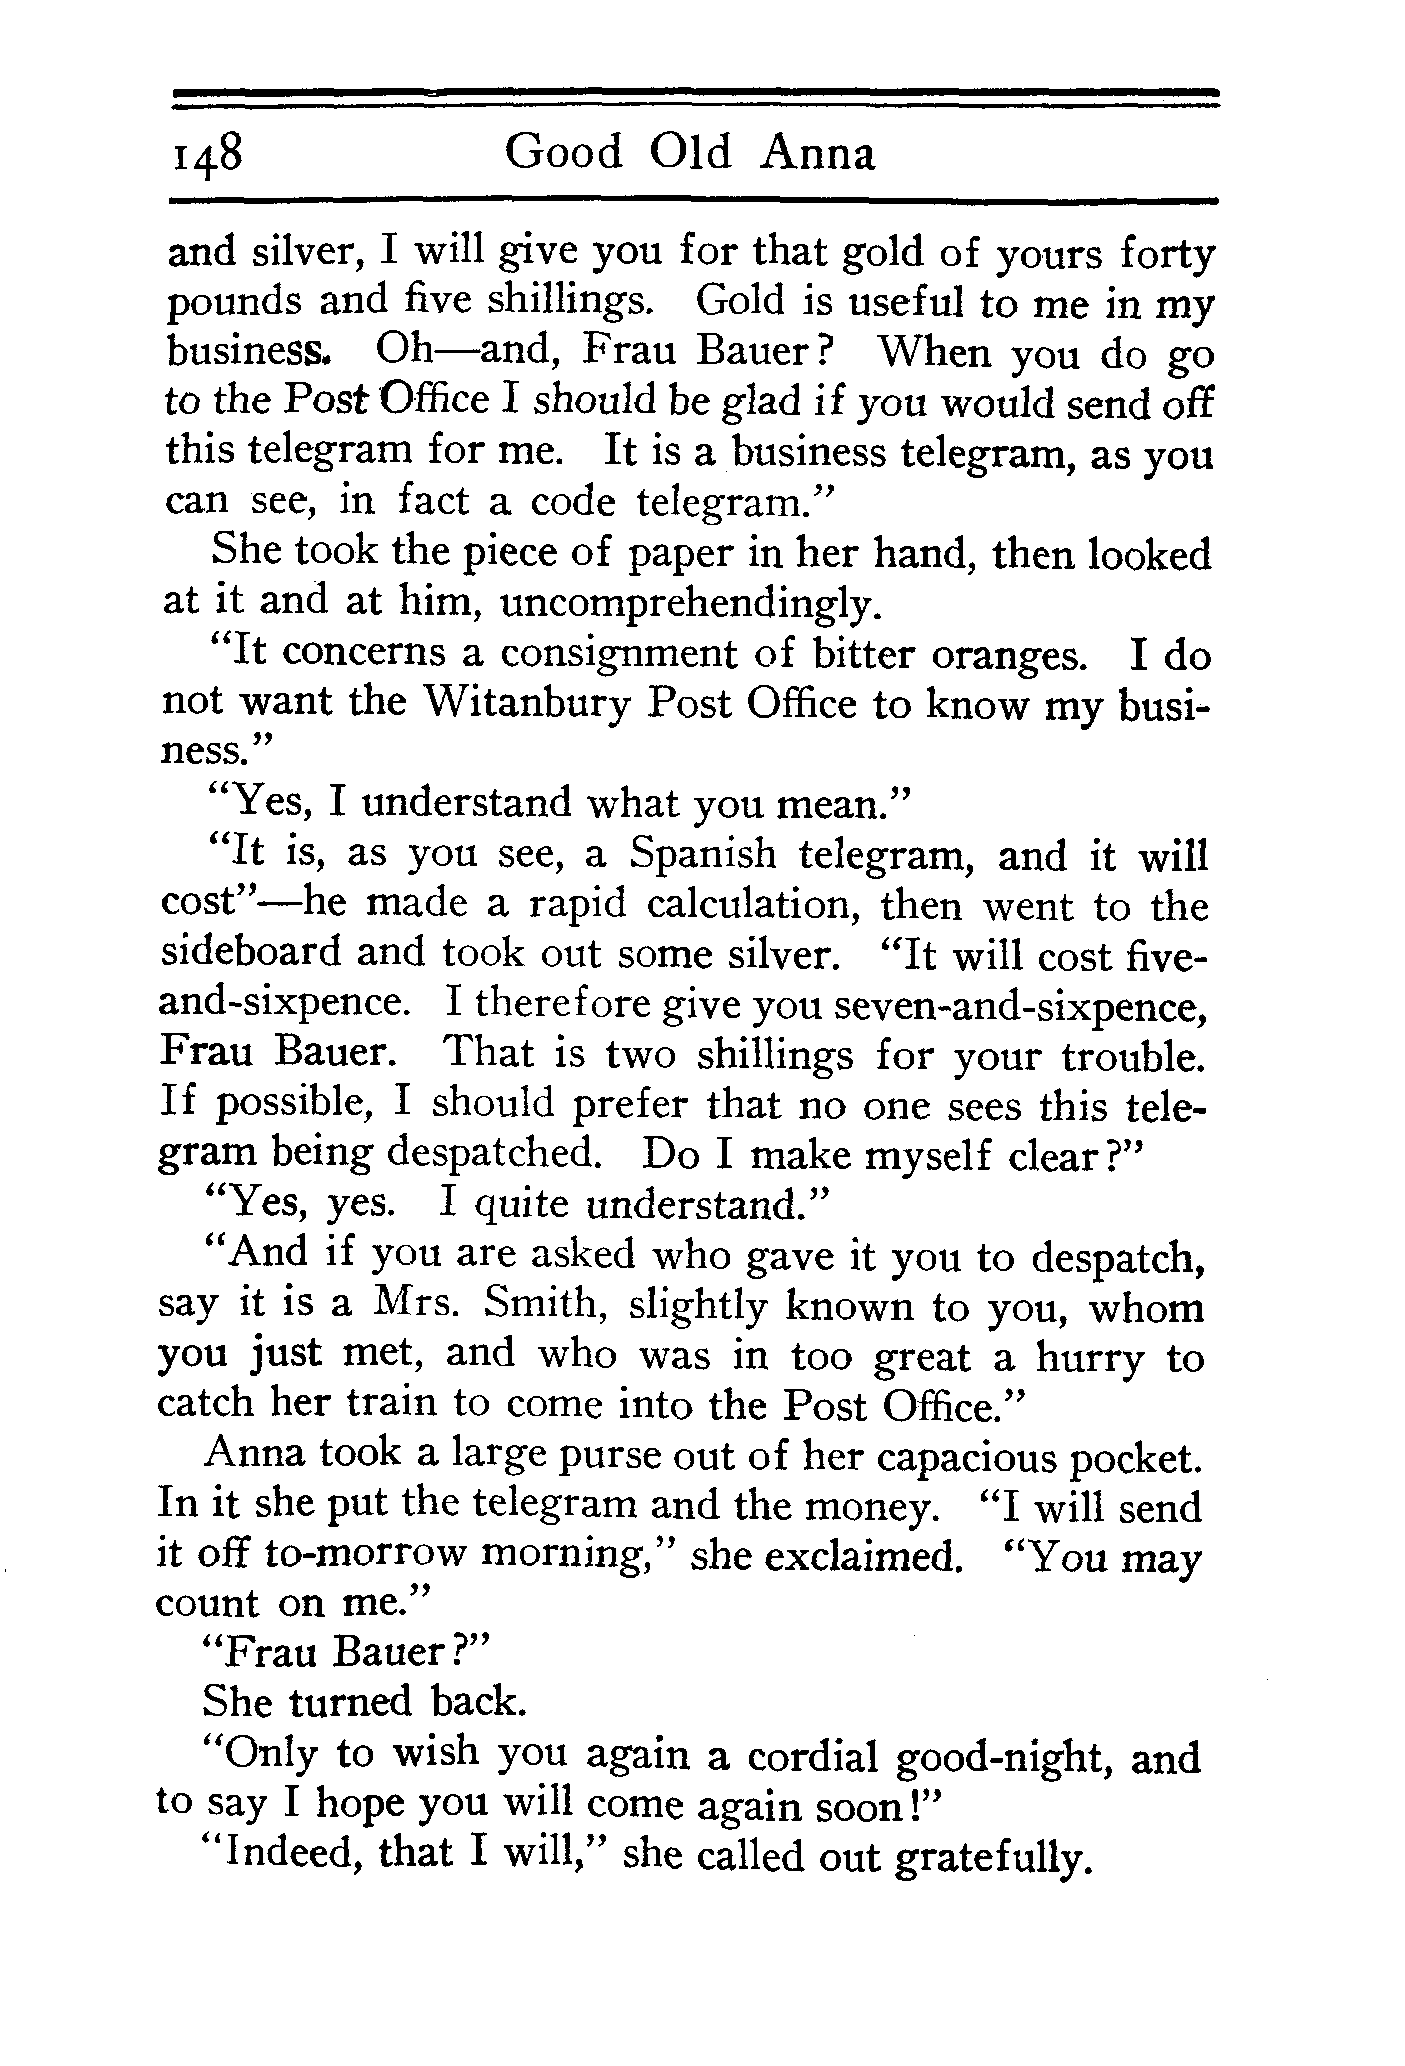 148 Good Old Anna
and silver, I will give you for that gold of yours forty
pounds and five shillings. Gold is useful to me in my
business. Oh—and, Frau Bauer? When you do go
to the Post Office I should be glad if you would send off
this telegram for me. It is a business telegram, as you
can see, in fact a code telegram.”
She took the piece of paper in her hand, then looked
at it and at him, uncomprehendingly.
“It concerns a consignment of bitter oranges. I do
not want the Witanbury Post Office to know my busi-
ness.”
“Yes, I understand what you mean.”
“It is, as you see, a Spanish telegram, and it will
cost”—he made a rapid calculation, then went to the
sideboard and took out some silver. “It will cost five-
and-sixpence. I therefore give you seven-and-sixpence,
Frau Bauer. That is two shillings for your trouble.
If possible, I should prefer that no one sees this tele-
gram being despatched. Do I make myself clear?”
“Yes, yes. I quite understand.”
“And if you are asked who gave it you to despatch,
say it is a Mrs. Smith, slightly known to you, whom
you just met, and who was in too great a hurry to
catch her train to come into the Post Office.”
Anna took a large purse out of her capacious pocket.
In it she put the telegram and the money. “I will send
it off to-morrow morning,” she exclaimed. “You may
count on me.”
“Frau Bauer?”
She turned back.
“Only to wish you again a cordial good-night, and
to say I hope you will come again soon!”
“Indeed, that I will,” she called out gratefully.